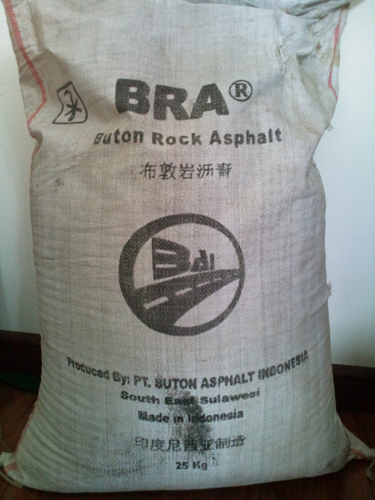 BRA®
Buton Rock Asphalt
布敦岩沥青
BAI
Produced By: PT. BUTON ASPHALT INDONESIA
South East Sulawesi
Made in Indonesia
印度尼西亚制造
25 Kg